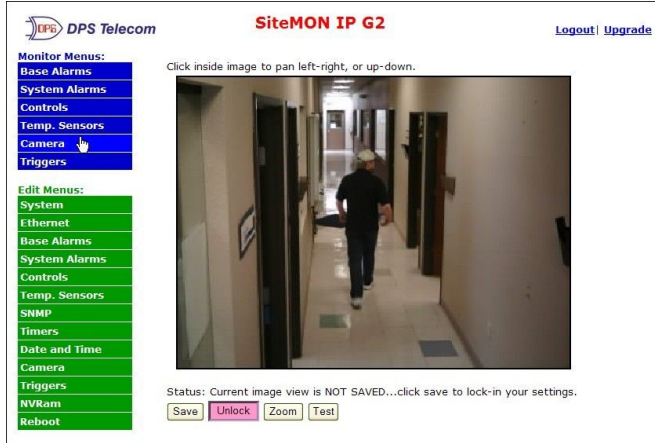 DPS DPS Telecom
SiteMON IP G2
Logout| Upgrade
Monitor Menus:
Base Alarms
System Alarms
Controls
Temp. Sensors
Camera
Triggers
Edit Menus:
System
Ethernet
Base Alarms
System Alarms
Controls
Temp. Sensors
SNMP
Timers
Date and Time
Camera
Triggers
NVRam
Reboot
Click inside image to pan left-right, or up-down.
Status: Current image view is NOT SAVED...click save to lock-in your settings.
Save Unlock Zoom Test